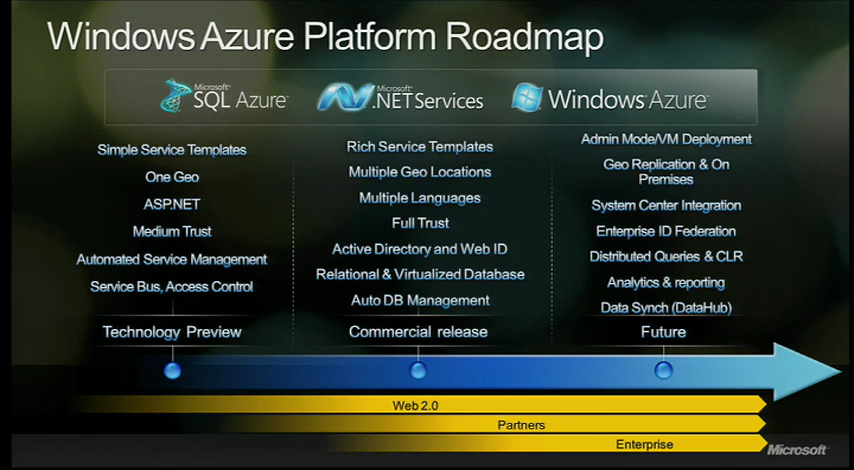 Windows Azure Platform Roadmap
Microsoft
SQL Azure
Microsoft
.NET Services
Windows Azure
Simple Service Templates
One Geo
ASP.NET
Medium Trust
Automated Service Management
Service Bus, Access Control
Technology Preview
Rich Service Templates
Multiple Geo Locations
Multiple Languages
Full Trust
Active Directory and Web ID
Relational & Virtualized Database
Auto DB Management
Commercial release
Admin Mode/VM Deployment
Geo Replication & On
Premises
System Center Integration
Enterprise ID Federation
Distributed Queries & CLR
Analytics & reporting
Data Synch (DataHub)
Future
Web 2.0
Partners
Enterprise
Microsoft